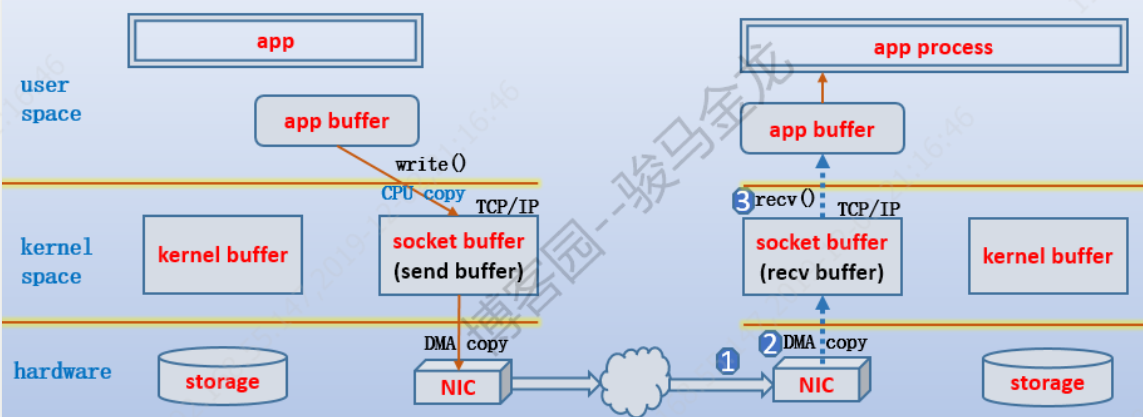 app
app process
user
space
app buffer
app buffer
write()
CPU copy
TCP/IP
3
recv()
TCP/IP
kernel
space
kernel buffer
socket buffer
(send buffer)
socket buffer
(recv buffer)
kernel buffer
DMA copy
2
DMA copy
1
hardware
storage
NIC
NIC
storage
博客园--骏马金龙